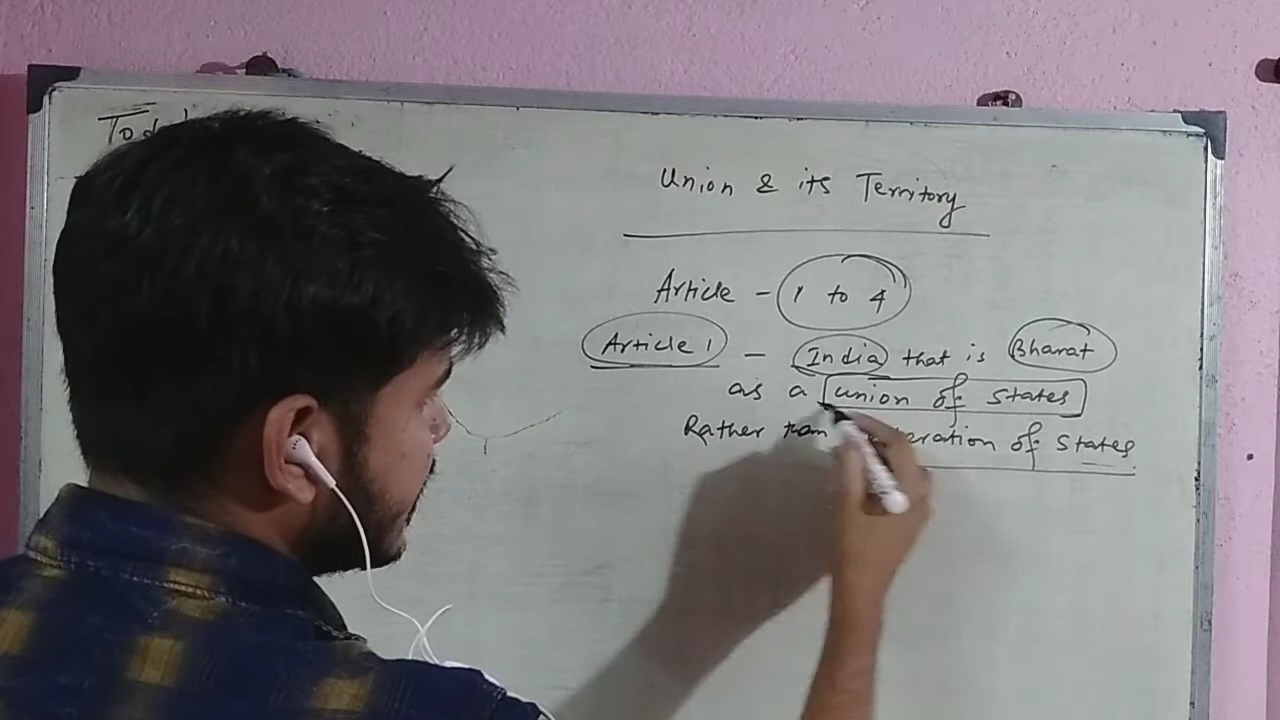 Union & its Territory
Article - 1 to 4
Article 1 - India that is Bharat
as a union of states
Rather than of states.